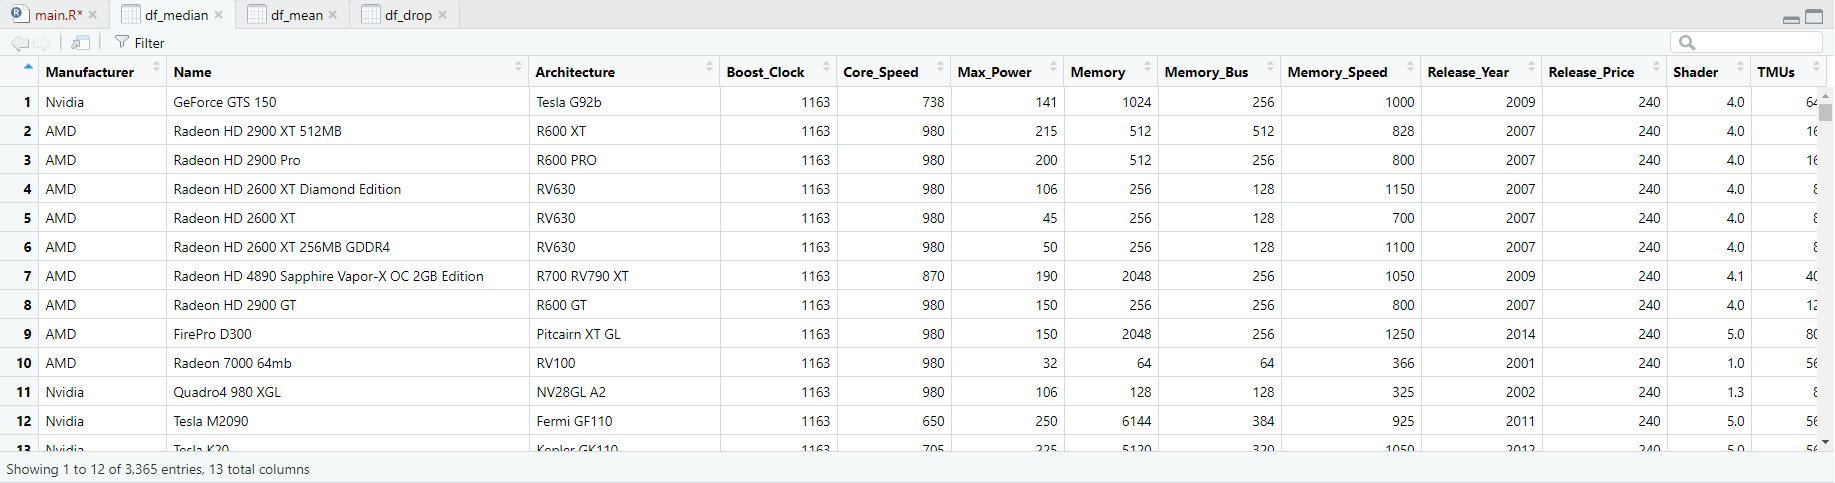 main.R* df_median df_mean df_drop
Filter
Manufacturer Name Architecture Boost_Clock Core_Speed Max_Power Memory Memory_Bus Memory_Speed Release_Year Release_Price Shader TMUs
1 Nvidia GeForce GTS 150 Tesla G92b 1163 738 141 1024 256 1000 2009 240 4.0 64
2 AMD Radeon HD 2900 XT 512MB R600 XT 1163 980 215 512 512 828 2007 240 4.0 16
3 AMD Radeon HD 2900 Pro R600 PRO 1163 980 200 512 256 800 2007 240 4.0 16
4 AMD Radeon HD 2600 XT Diamond Edition RV630 1163 980 106 256 128 1150 2007 240 4.0 8
5 AMD Radeon HD 2600 XT RV630 1163 980 45 256 128 700 2007 240 4.0 8
6 AMD Radeon HD 2600 XT 256MB GDDR4 RV630 1163 980 50 256 128 1100 2007 240 4.0 8
7 AMD Radeon HD 4890 Sapphire Vapor-X OC 2GB Edition R700 RV790 XT 1163 870 190 2048 256 1050 2009 240 4.1 40
8 AMD Radeon HD 2900 GT R600 GT 1163 980 150 256 256 800 2007 240 4.0 12
9 AMD FirePro D300 Pitcairn XT GL 1163 980 150 2048 256 1250 2014 240 5.0 80
10 AMD Radeon 7000 64mb RV100 1163 980 32 64 64 366 2001 240 1.0 56
11 Nvidia Quadro4 980 XGL NV28GL A2 1163 980 106 128 128 325 2002 240 1.3 8
12 Nvidia Tesla M2090 Fermi GF110 1163 650 250 6144 384 925 2011 240 5.0 56
13 Nvidia Tesla K20 Kepler GK110 1163 705 225 5120 320 1050 2012 240 5.0 56
Showing 1 to 12 of 3,365 entries, 13 total columns